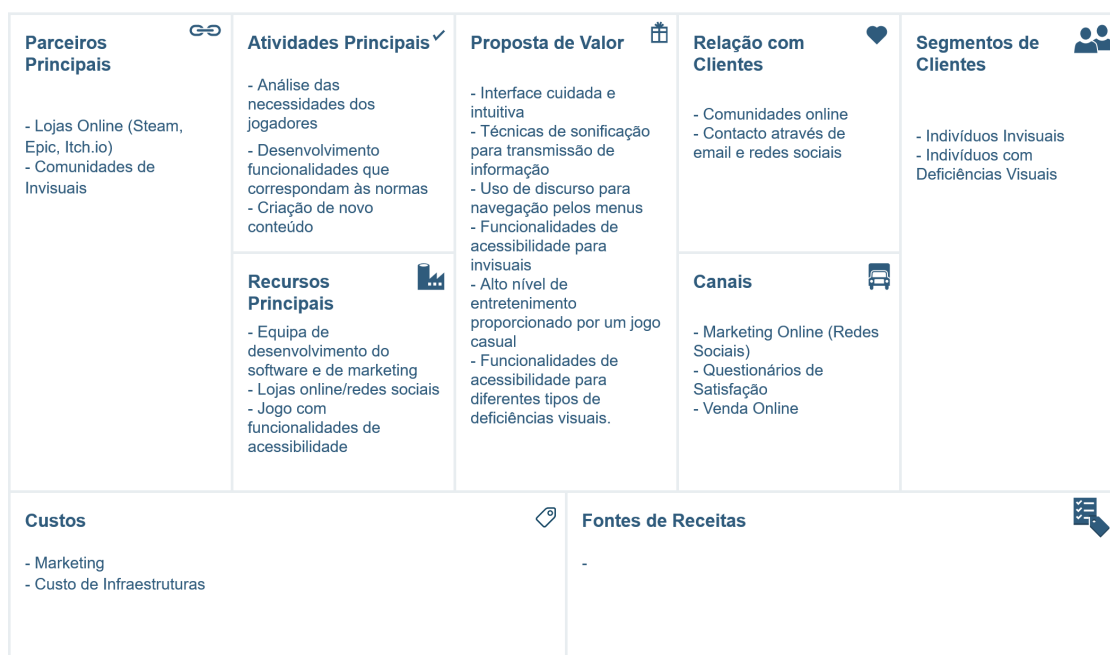 Parceiros
Principais
- Lojas Online (Steam,
Epic, Itch.io)
- Comunidades de
Invisuais
Atividades Principais
- Análise das
necessidades dos
jogadores
- Desenvolvimento
funcionalidades que
correspondam às normas
- Criação de novo
conteúdo
Recursos
Principais
- Equipa de
desenvolvimento do
software e de marketing
- Lojas online/redes sociais
- Jogo com
funcionalidades de
acessibilidade
Proposta de Valor
- Interface cuidada e
intuitiva
- Técnicas de sonificação
para transmissão de
informação
- Uso de discurso para
navegação pelos menus
- Funcionalidades de
acessibilidade para
invisuais
- Alto nível de
entretenimento
proporcionado por um jogo
casual
- Funcionalidades de
acessibilidade para
diferentes tipos de
deficiências visuais.
Relação com
Clientes
- Comunidades online
- Contacto através de
email e redes sociais
Canais
- Marketing Online (Redes
Sociais)
- Questionários de
Satisfação
- Venda Online
Segmentos de
Clientes
- Indivíduos Invisuais
- Indivíduos com
Deficiências Visuais
Custos
- Marketing
- Custo de Infraestruturas
Fontes de Receitas
-